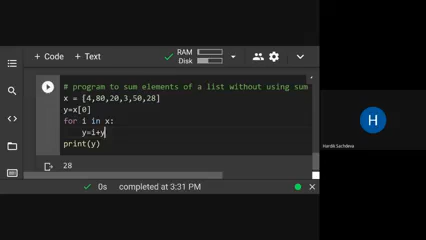 + Code + Text
RAM
Disk
# program to sum elements of a list without using sum
x = [4,80,20,3,50,28]
y=x[0]
for i in x:
y=i+y
print(y)
28
0s completed at 3:31 PM
H
Hardik Sachdeva